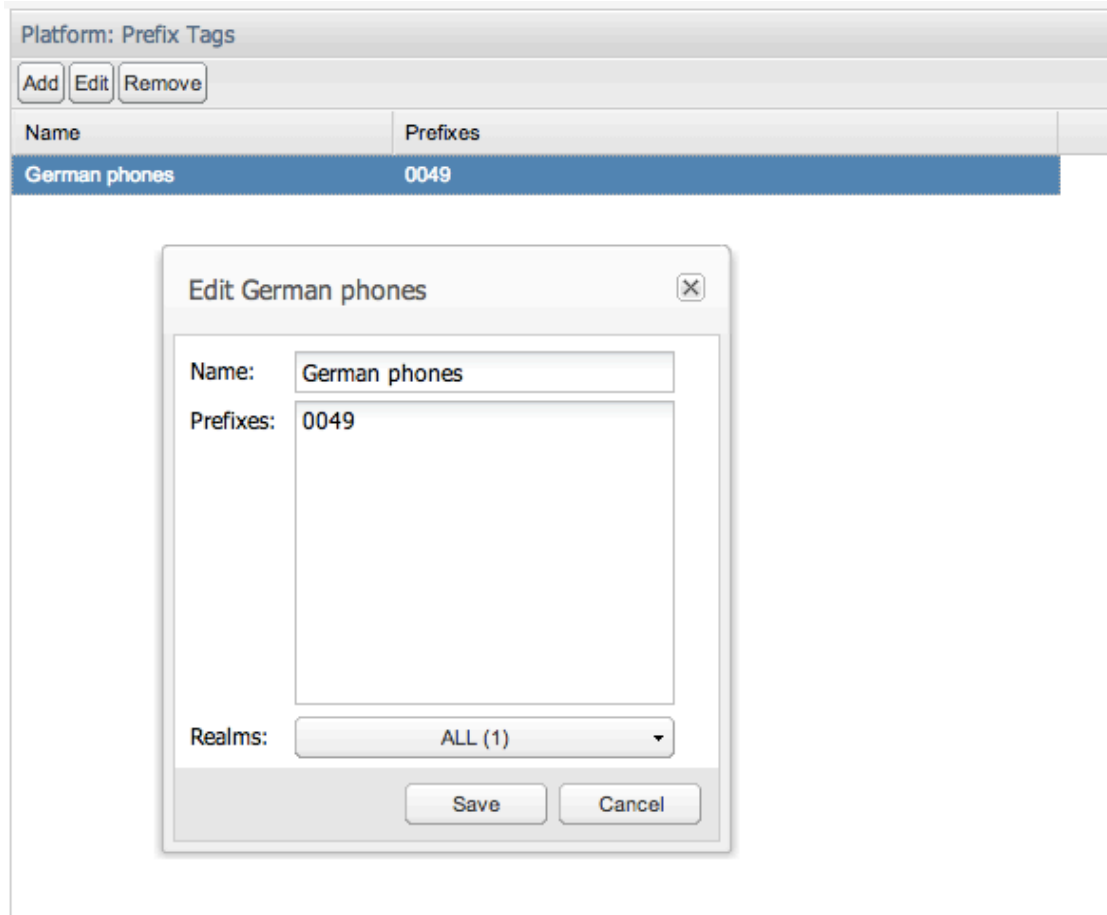 Platform: Prefix Tags
Add Edit Remove
Name Prefixes
German phones 0049
Edit German phones
Name: German phones
Prefixes: 0049
Realms: ALL (1)
Save Cancel